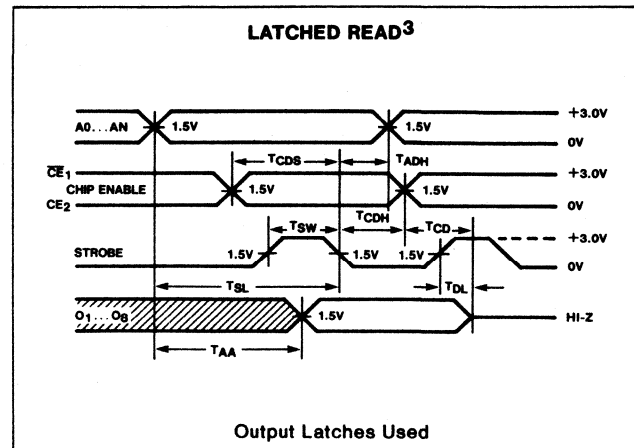 LATCHED READ3
A0...AN
1.5V
1.5V
+3.0V
0V
TCDS
TADH
CE1
CHIP ENABLE
CE2
1.5V
1.5V
+3.0V
0V
TSW
TCDH
TCD
STROBE
1.5V
1.5V
1.5V
+3.0V
0V
TSL
TDL
O1...O8
1.5V
HI-Z
TAA
Output Latches Used